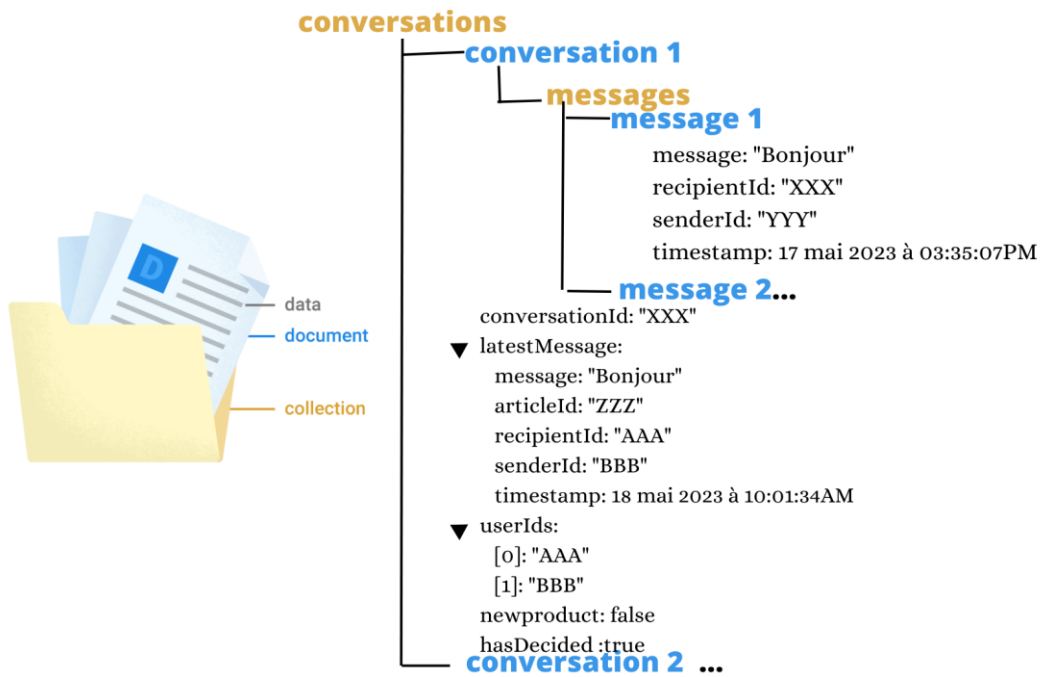 conversations
conversation 1
messages
message 1
message: "Bonjour"
recipientId: "XXX"
senderId: "YYY"
timestamp: 17 mai 2023 à 03:35:07PM
message 2...
conversationId: "XXX"
latestMessage:
message: "Bonjour"
articleId: "ZZZ"
recipientId: "AAA"
senderId: "BBB"
timestamp: 18 mai 2023 à 10:01:34AM
userIds:
[0]: "AAA"
[1]: "BBB"
newproduct: false
hasDecided :true
conversation 2 ...
D
data
document
collection